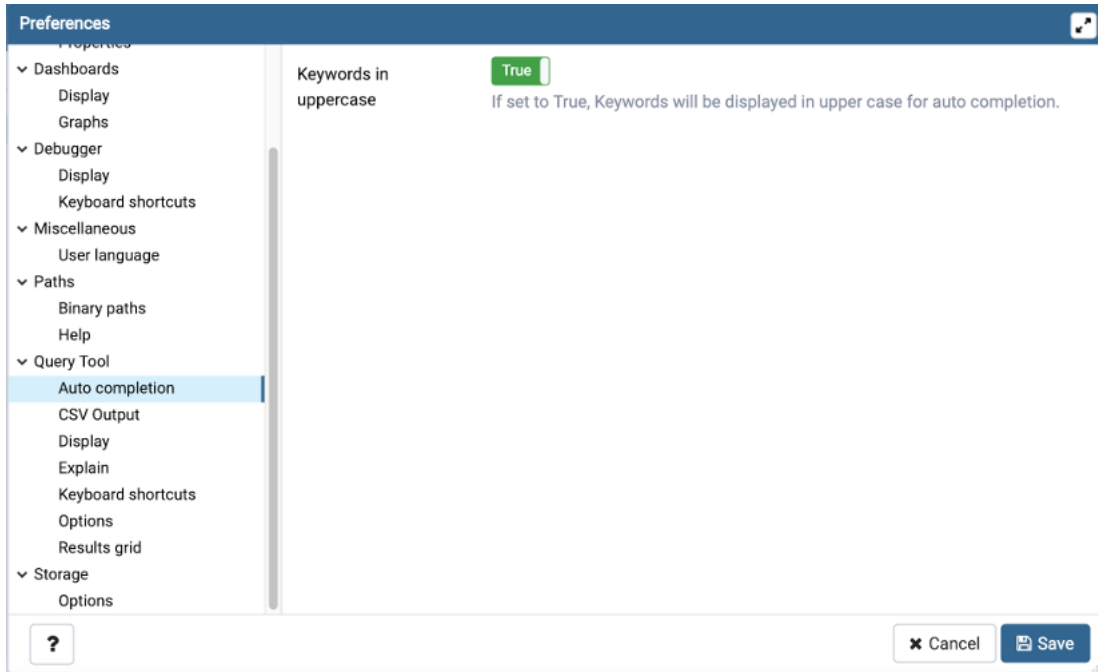 Preferences
Properties
Dashboards
Display
Graphs
Debugger
Display
Keyboard shortcuts
Miscellaneous
User language
Paths
Binary paths
Help
Query Tool
Auto completion
CSV Output
Display
Explain
Keyboard shortcuts
Options
Results grid
Storage
Options
Keywords in
uppercase
True
If set to True, Keywords will be displayed in upper case for auto completion.
?
Cancel
Save